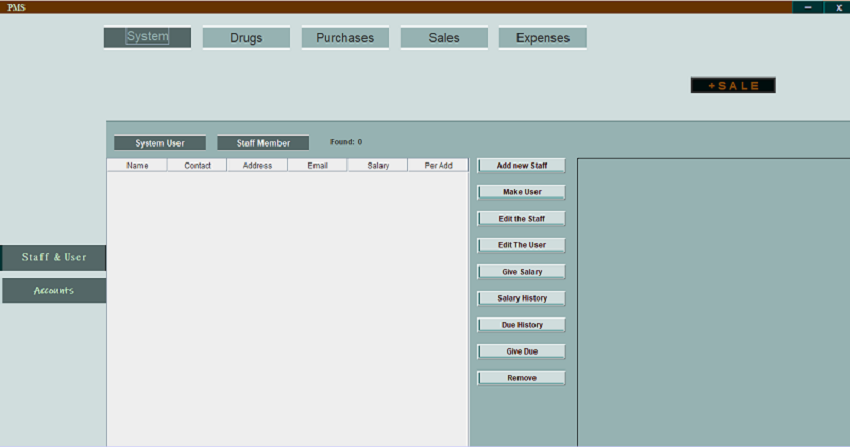 PMS
System Drugs Purchases Sales Expenses
+SALE
System User Staff Member Found: 0
Name Contact Address Email Salary Per Add
Add new Staff
Make User
Edit the Staff
Edit The User
Give Salary
Salary History
Due History
Give Due
Remove
Staff & User
Accounts